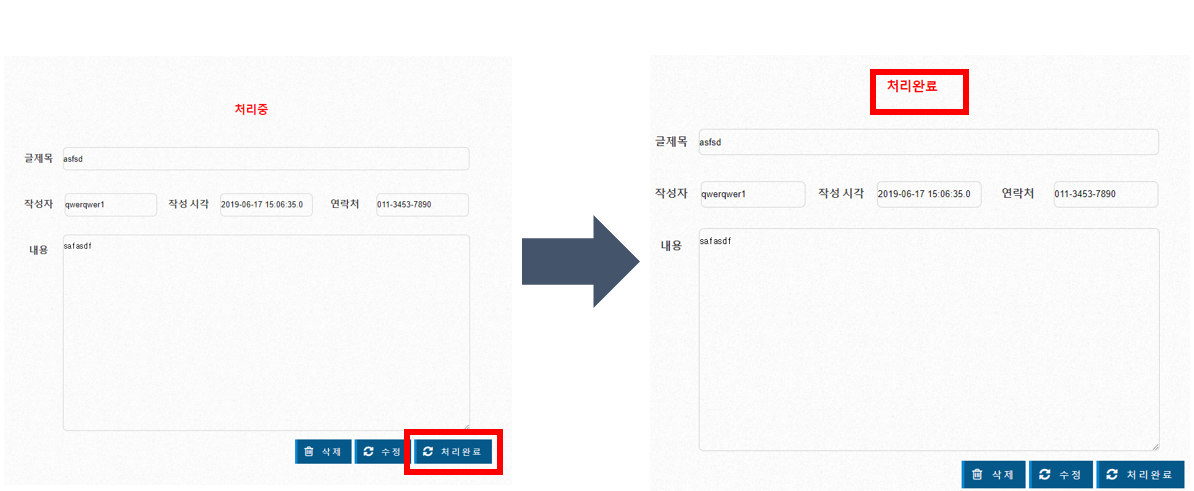 처리중
글제목 asfsd
작성자 qwerqwer1 작성 시각 2019-06-17 15:06:35.0 연락처 011-3453-7890
내용 safasdf
삭제 수정 처리완료
처리완료
글제목 asfsd
작성자 qwerqwer1 작성 시각 2019-06-17 15:06:35.0 연락처 011-3453-7890
내용 safasdf
삭제 수정 처리완료